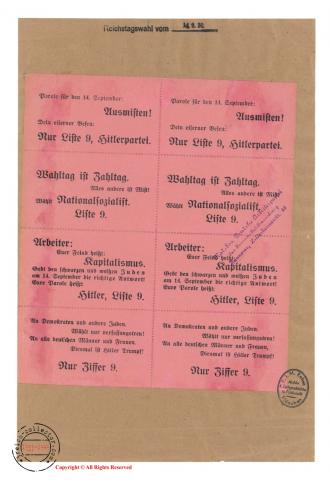 Reichstagswahl vom 14. 9. 30.
Parole für den 14. September:
Ausmisten!
Dein eiserner Besen:
Nur Liste 9, Hitlerpartei.
Parole für den 14. September:
Ausmisten!
Dein eiserner Besen:
Nur Liste 9, Hitlerpartei.
Wahltag ist Zahltag.
Alles andere ist Mist!
Wählt Nationalsozialist.
Liste 9.
Wahltag ist Zahltag.
Alles andere ist Mist!
Wählt Nationalsozialist.
Liste 9.
Arbeiter:
Euer Feind heißt:
Kapitalismus.
Gebt den schwarzen und weißen Juden
am 14. September die richtige Antwort!
Eure Parole heißt:
Hitler, Liste 9.
Arbeiter:
Euer Feind heißt:
Kapitalismus.
Gebt den schwarzen und weißen Juden
am 14. September die richtige Antwort!
Eure Parole heißt:
Hitler, Liste 9.
An Demokraten und andere Juden.
Wählt nur verfassungstreu!
An alle deutschen Männer und Frauen.
Diesmal ist Hitler Trumpf!
Nur Ziffer 9.
An Demokraten und andere Juden.
Wählt nur verfassungstreu!
An alle deutschen Männer und Frauen.
Diesmal ist Hitler Trumpf!
Nur Ziffer 9.
Copyright © All Rights Reserved